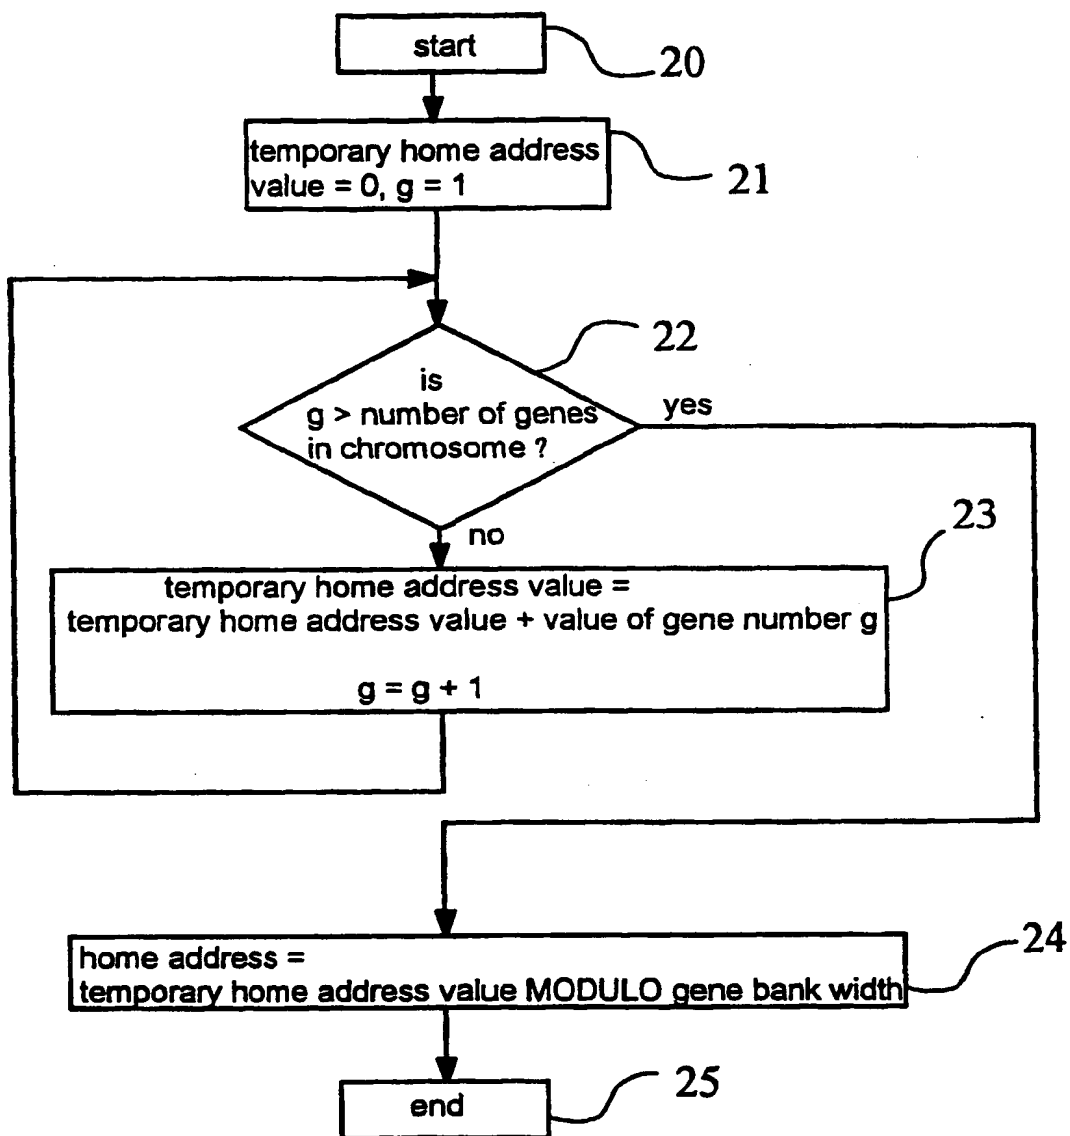 start
20
temporary home address
value = 0, g = 1
21
22
is
g > number of genes
in chromosome ?
yes
no
23
temporary home address value =
temporary home address value + value of gene number g
g = g + 1
24
home address =
temporary home address value MODULO gene bank width
25
end